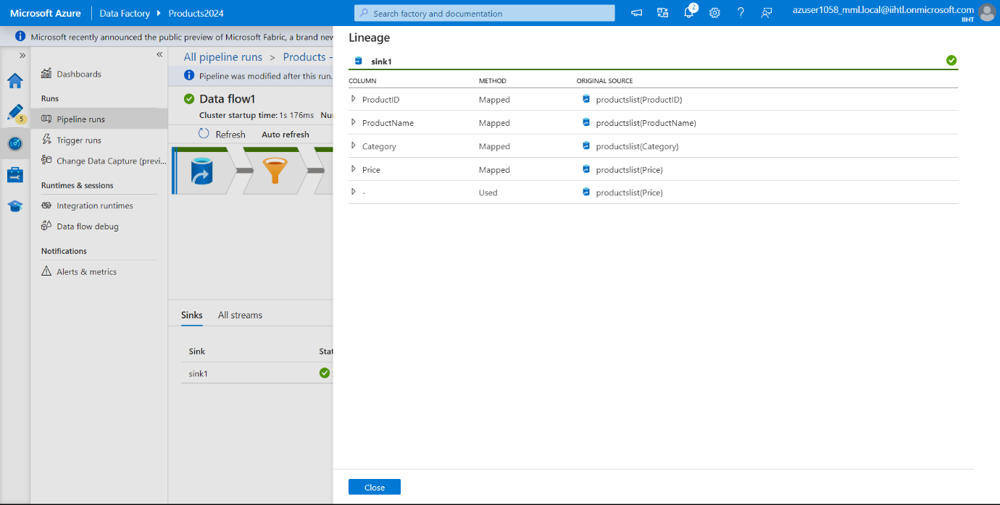 Microsoft Azure
Data Factory
Products2024
Search factory and documentation
2
azuser1058_mml.local@iihtl.onmicrosoft.com
IIHT
Microsoft recently announced the public preview of Microsoft Fabric, a brand new
5
Dashboards
Runs
Pipeline runs
Trigger runs
Change Data Capture (previ...
Runtimes & sessions
Integration runtimes
Data flow debug
Notifications
Alerts & metrics
All pipeline runs > Products -
Pipeline was modified after this run.
Data flow1
Cluster startup time: 1s 176ms Nu
Refresh Auto refresh
Sinks All streams
Sink Stat
sink1
Lineage
sink1
COLUMN METHOD ORIGINAL SOURCE
ProductID Mapped productslist(ProductID)
ProductName Mapped productslist(ProductName)
Category Mapped productslist(Category)
Price Mapped productslist(Price)
- Used productslist(Price)
Close